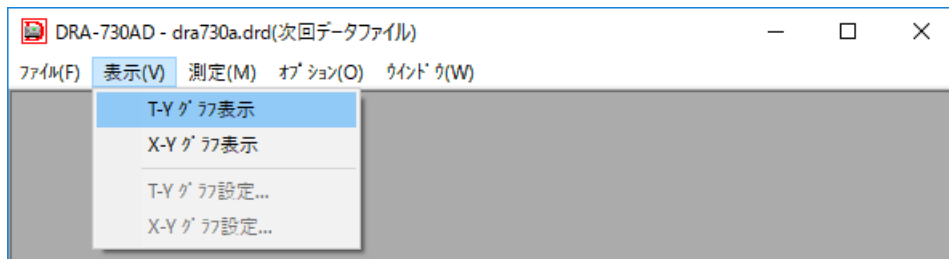 DRA-730AD - dra730a.drd(次回データファイル)
ﾌｧｲﾙ(F) 表示(V) 測定(M) ｵﾌﾟｼｮﾝ(O) ｳｲﾝﾄﾞｳ(W)
T-Y ｸﾞﾗﾌ表示
X-Y ｸﾞﾗﾌ表示
T-Y ｸﾞﾗﾌ設定...
X-Y ｸﾞﾗﾌ設定...